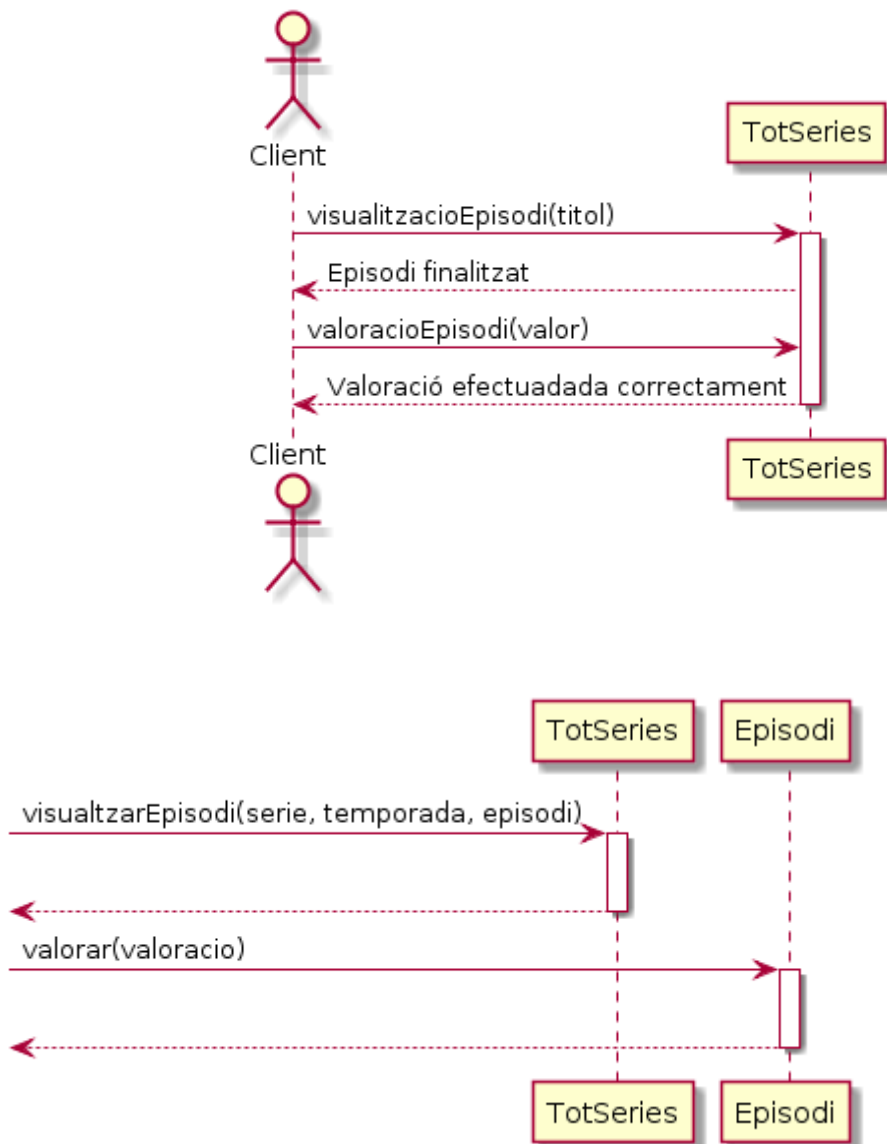 Client
TotSeries
visualitzacioEpisodi(titol)
Episodi finalitzat
valoracioEpisodi(valor)
Valoració efectuadada correctament
Client
TotSeries
TotSeries
Episodi
visualtzarEpisodi(serie, temporada, episodi)
valorar(valoracio)
TotSeries
Episodi